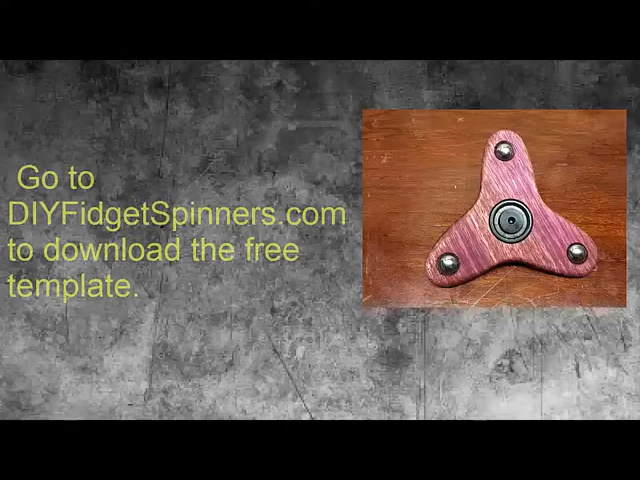 Go to
DIYFidgetSpinners.com
to download the free
template.